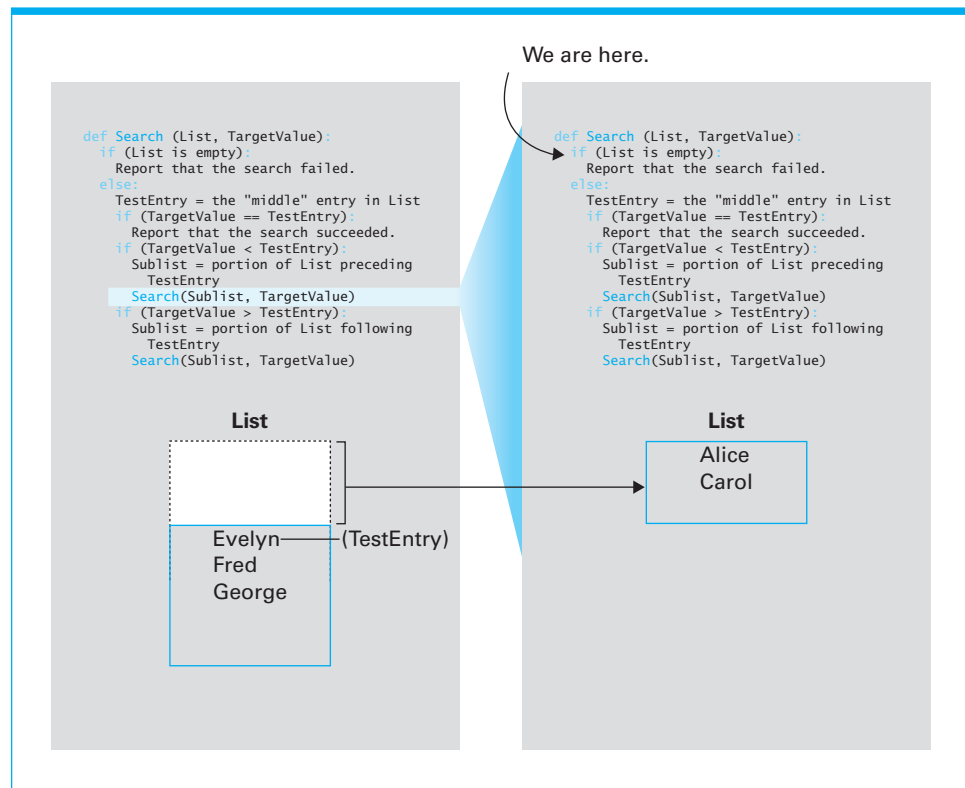 We are here.
def Search (List, TargetValue):
if (List is empty):
Report that the search failed.
else:
TestEntry = the "middle" entry in List
if (TargetValue == TestEntry):
Report that the search succeeded.
if (TargetValue < TestEntry):
Sublist = portion of List preceding
TestEntry
Search(Sublist, TargetValue)
if (TargetValue > TestEntry):
Sublist = portion of List following
TestEntry
Search(Sublist, TargetValue)
List
Evelyn (TestEntry)
Fred
George
def Search (List, TargetValue):
if (List is empty):
Report that the search failed.
else:
TestEntry = the "middle" entry in List
if (TargetValue == TestEntry):
Report that the search succeeded.
if (TargetValue < TestEntry):
Sublist = portion of List preceding
TestEntry
Search(Sublist, TargetValue)
if (TargetValue > TestEntry):
Sublist = portion of List following
TestEntry
Search(Sublist, TargetValue)
List
Alice
Carol